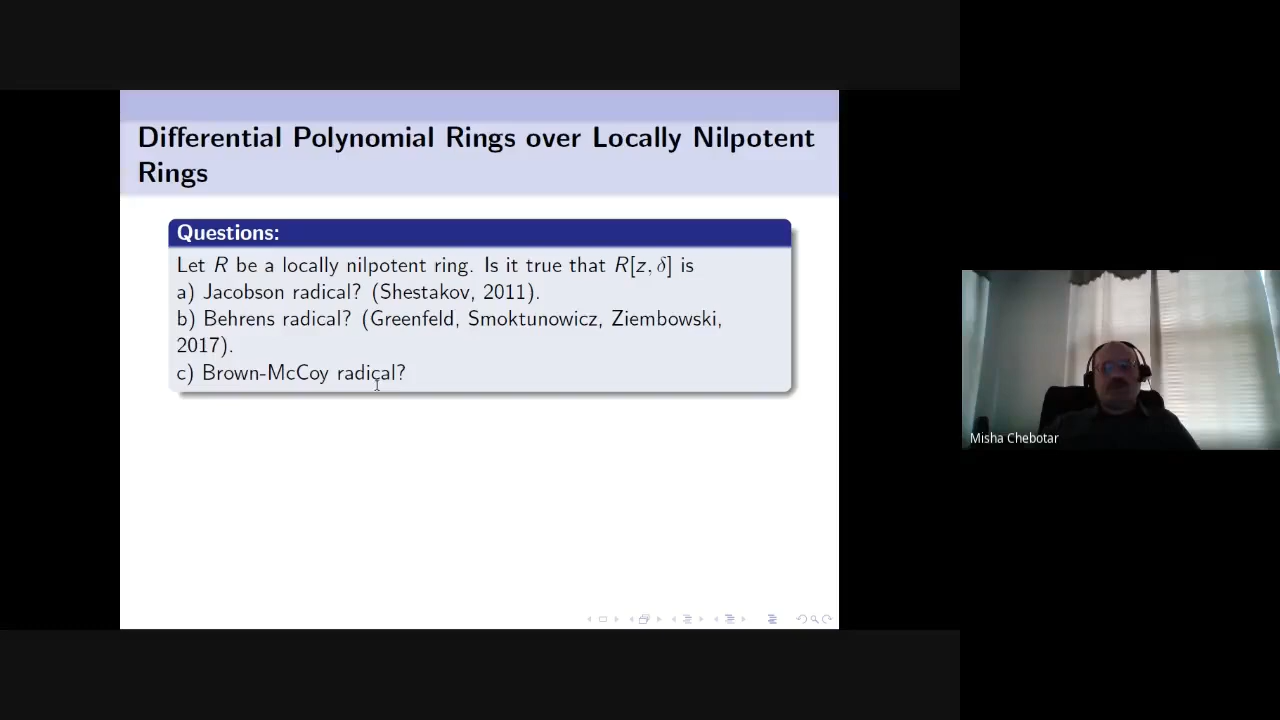 Differential Polynomial Rings over Locally Nilpotent
Rings
Questions:
Let R be a locally nilpotent ring. Is it true that R[z, δ] is
a) Jacobson radical? (Shestakov, 2011).
b) Behrens radical? (Greenfeld, Smoktunowicz, Ziembowski,
2017).
c) Brown-McCoy radical?
Misha Chebotar